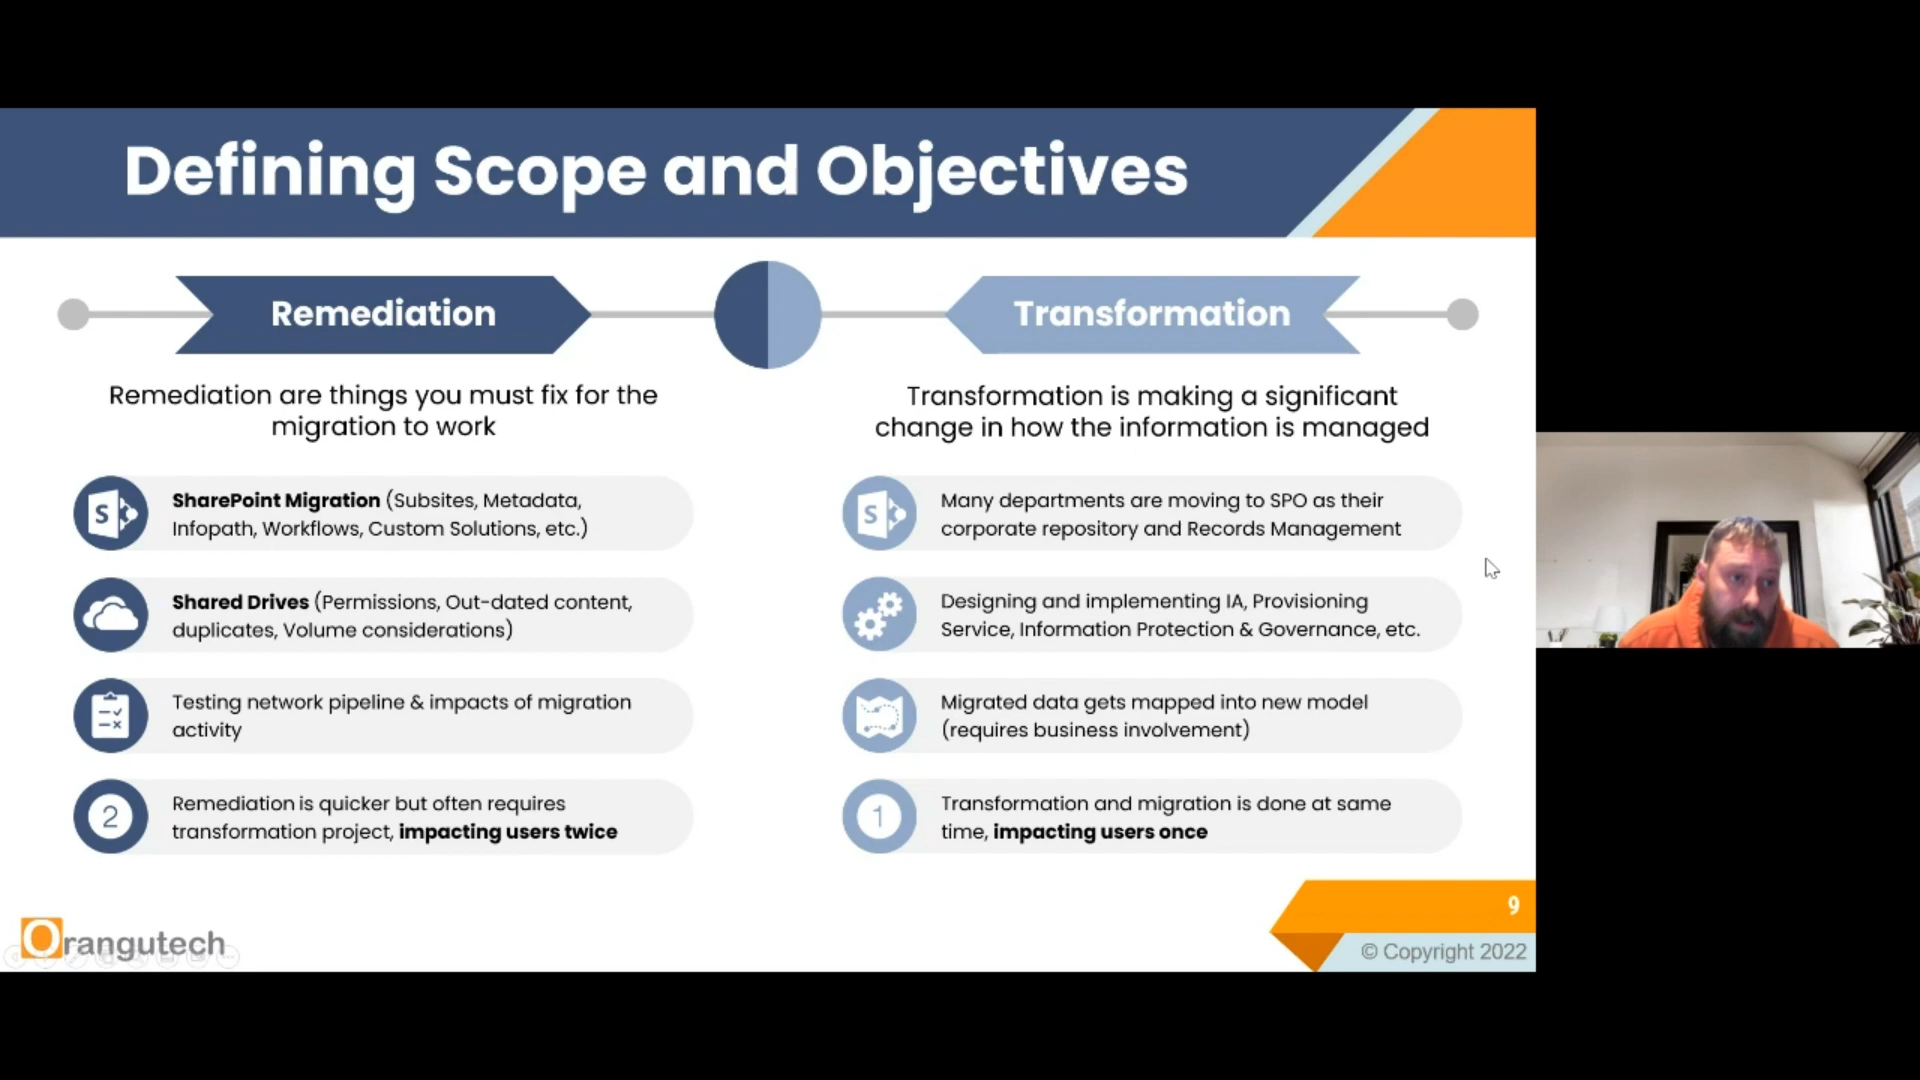 Defining Scope and Objectives
Remediation
Remediation are things you must fix for the
migration to work
S
SharePoint Migration (Subsites, Metadata,
Infopath, Workflows, Custom Solutions, etc.)
Shared Drives (Permissions, Out-dated content,
duplicates, Volume considerations)
Testing network pipeline & impacts of migration
activity
2
Remediation is quicker but often requires
transformation project, impacting users twice
Transformation
Transformation is making a significant
change in how the information is managed
S
Many departments are moving to SPO as their
corporate repository and Records Management
Designing and implementing IA, Provisioning
Service, Information Protection & Governance, etc.
Migrated data gets mapped into new model
(requires business involvement)
1
Transformation and migration is done at same
time, impacting users once
Orangutech
9
© Copyright 2022